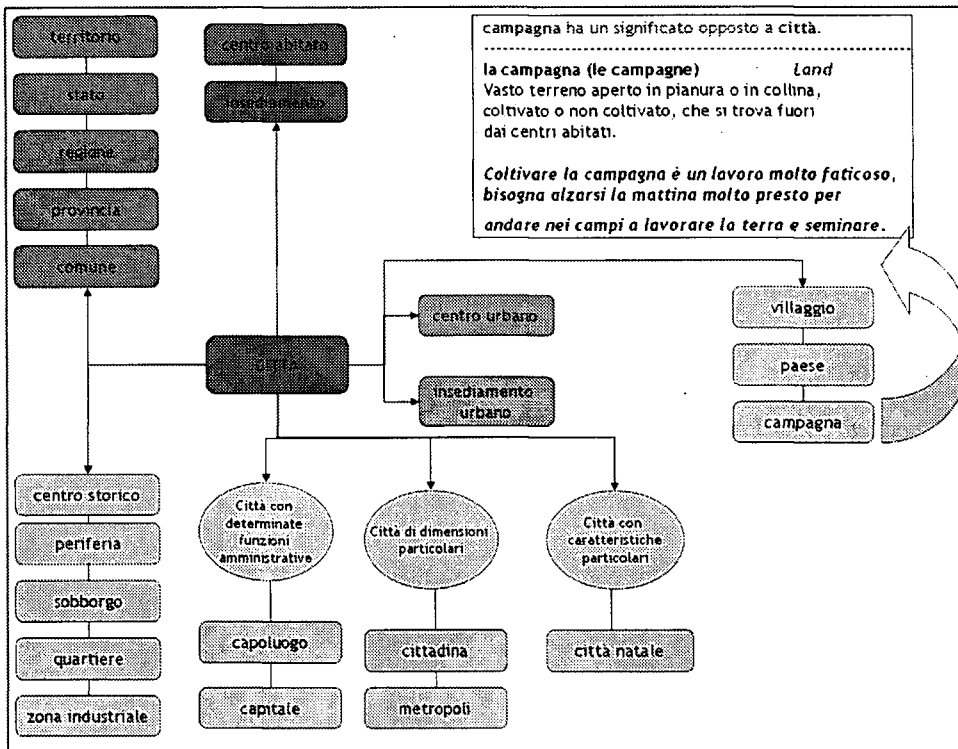 territorio
stato
regione
provincia
comune
centro abitato
insediamento
campagna ha un significato opposto a città.
la campagna (le campagne) Land
Vasto terreno aperto in pianura o in collina,
coltivato o non coltivato, che si trova fuori
dai centri abitati.
Coltivare la campagna è un lavoro molto faticoso,
bisogna alzarsi la mattina molto presto per
andare nei campi a lavorare la terra e seminare.
CITTÀ
centro urbano
insediamento
urbano
villaggio
paese
campagna
centro storico
periferia
sobborgo
quartiere
zona industriale
Città con
determinate
funzioni
amministrative
capoluogo
capitale
Città di dimensioni
particolari
cittadina
metropoli
Città con
caratteristiche
particolari
città natale